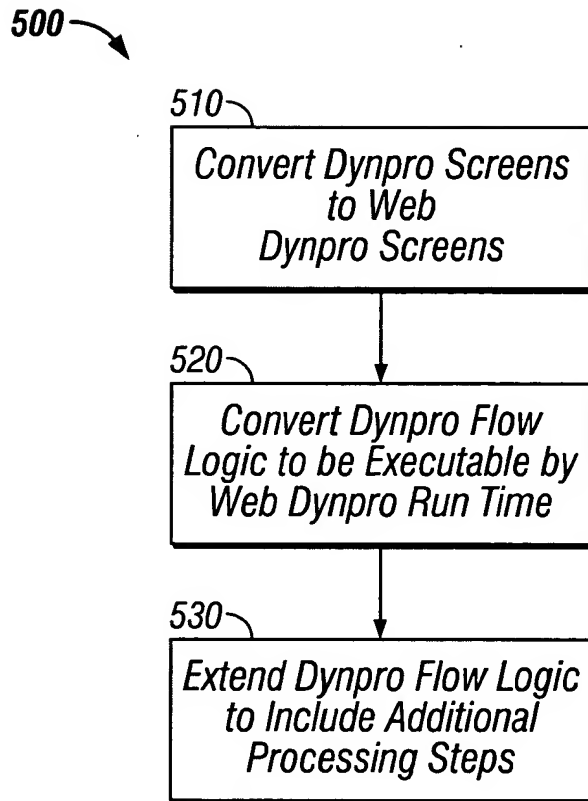 500
510
Convert Dynpro Screens
to Web
Dynpro Screens
520
Convert Dynpro Flow
Logic to be Executable by
Web Dynpro Run Time
530
Extend Dynpro Flow Logic
to Include Additional
Processing Steps